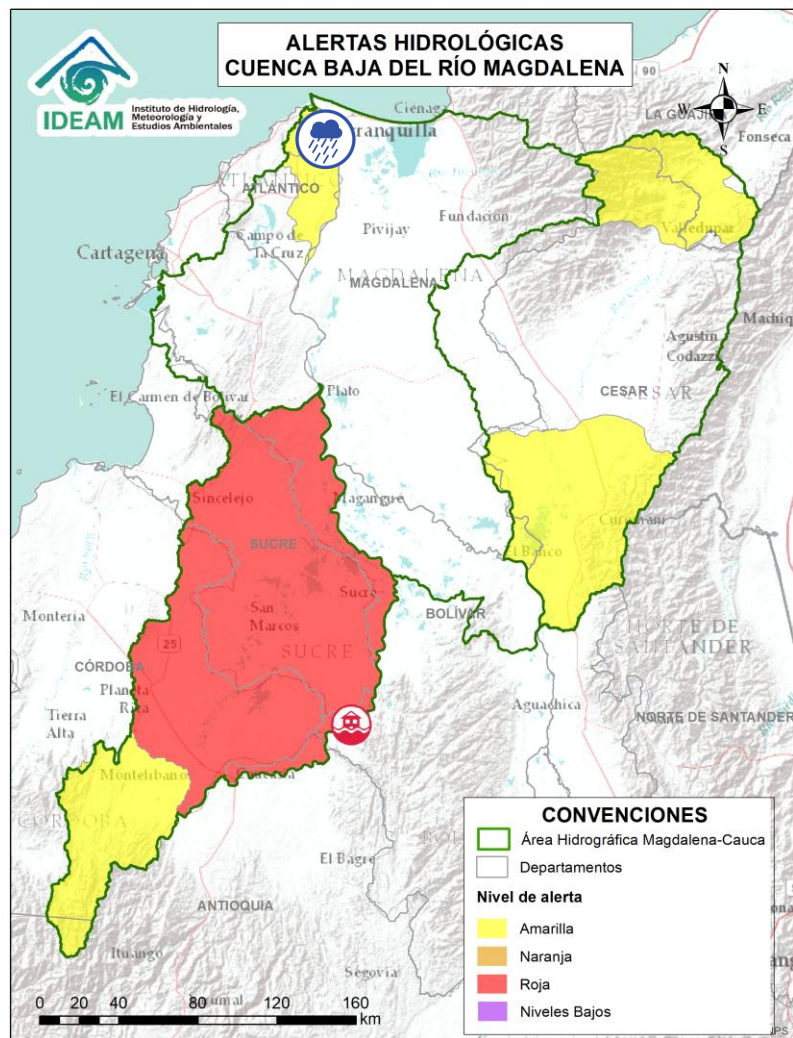 ALERTAS HIDROLÓGICAS
CUENCA BAJA DEL RÍO MAGDALENA
IDEAM
Instituto de Hidrología,
Meteorología y
Estudios Ambientales
N
W
E
S
90
Ciénaga
LA GUAJI
Fonseca
rranquilla
ATLÁNTICO
Fundación
Pivijay
Valledupar
Campo de
la Cruz
Cartagena
MAGDALENA
MAGDALENA
Machiq
Agustín
Codazzi
CESAR
SAR
El Carmen de Bolívar
Plato
Sincelejo
Magangué
SUCRE
El Banco
Sucre
BOLÍVAR
Montería
San
Marcos
25
SUCRE
NORTE DE
SANTANDER
CÓRDOBA
Planeta
Rica
Tierra
Alta
Aguachica
NORTE DE SANTANDER
Montelíbano
El Bagre
ANTIOQUIA
Ituango
Segovia
CONVENCIONES
Área Hidrográfica Magdalena-Cauca
Departamentos
Nivel de alerta
Amarilla
Naranja
Roja
Niveles Bajos
0 20 40 80 120 160
km